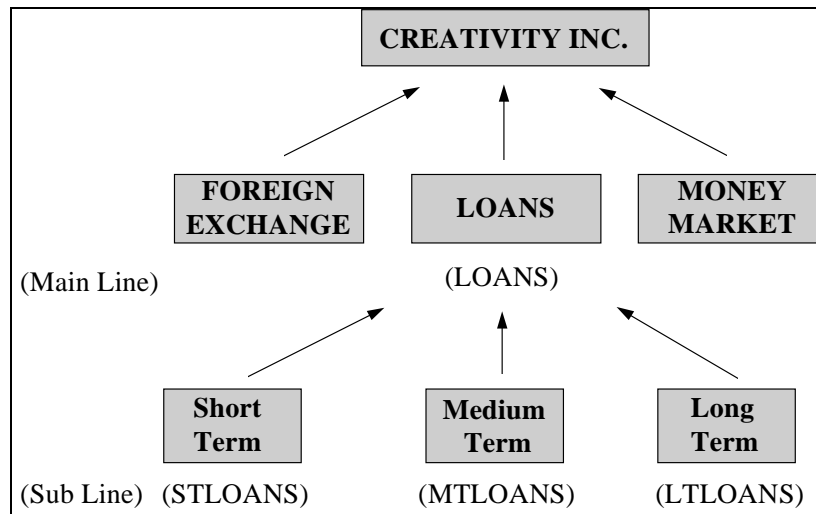 CREATIVITY INC.
FOREIGN
EXCHANGE
LOANS
MONEY
MARKET
(Main Line)
(LOANS)
Short
Term
Medium
Term
Long
Term
(Sub Line)
(STLOANS)
(MTLOANS)
(LTLOANS)